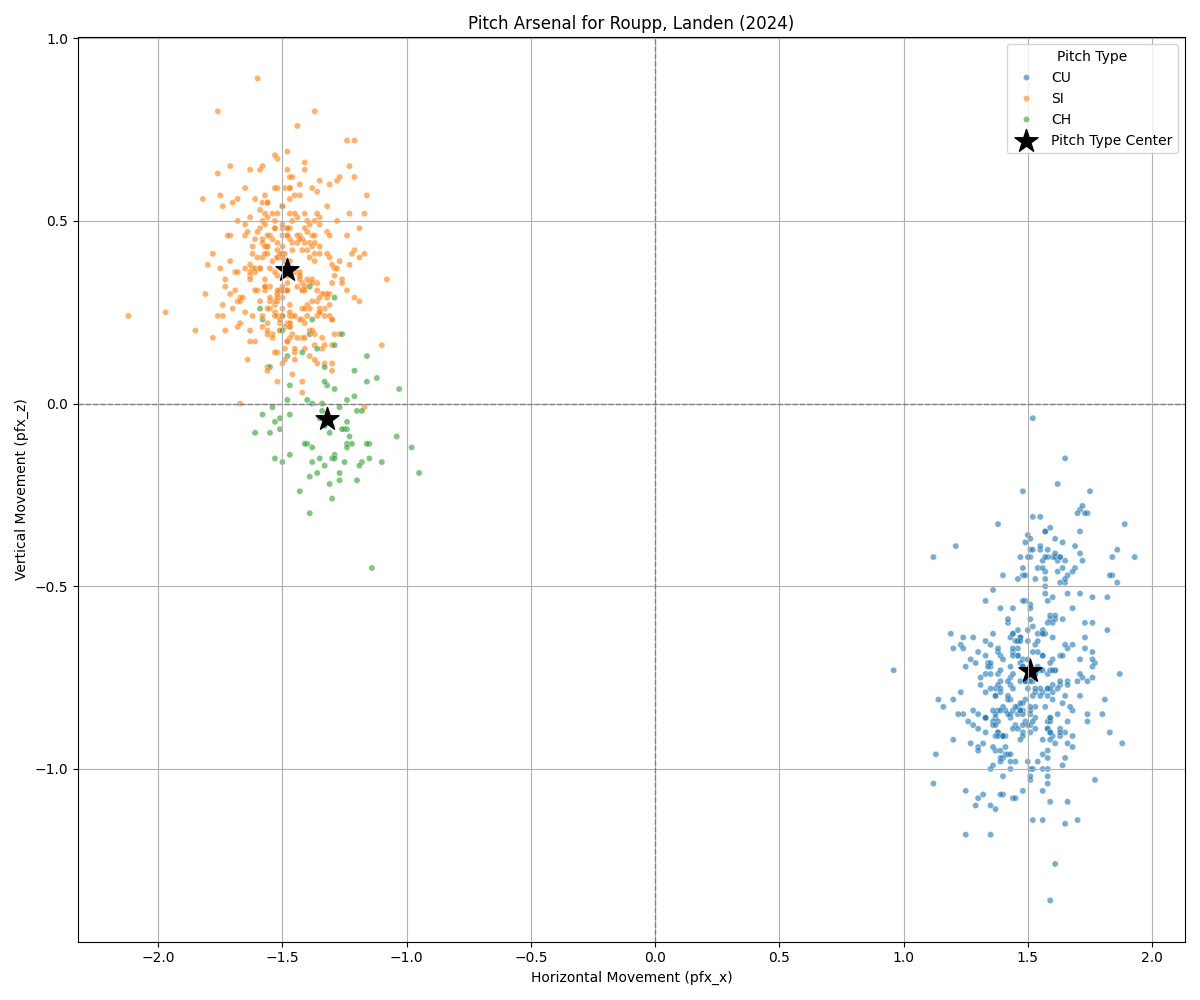 Pitch Arsenal for Roupp, Landen (2024)
Pitch Type
CU
SI
CH
Pitch Type Center
Vertical Movement (pfx_z)
1.0
0.5
0.0
−0.5
−1.0
−2.0
−1.5
−1.0
−0.5
0.0
0.5
1.0
1.5
2.0
Horizontal Movement (pfx_x)